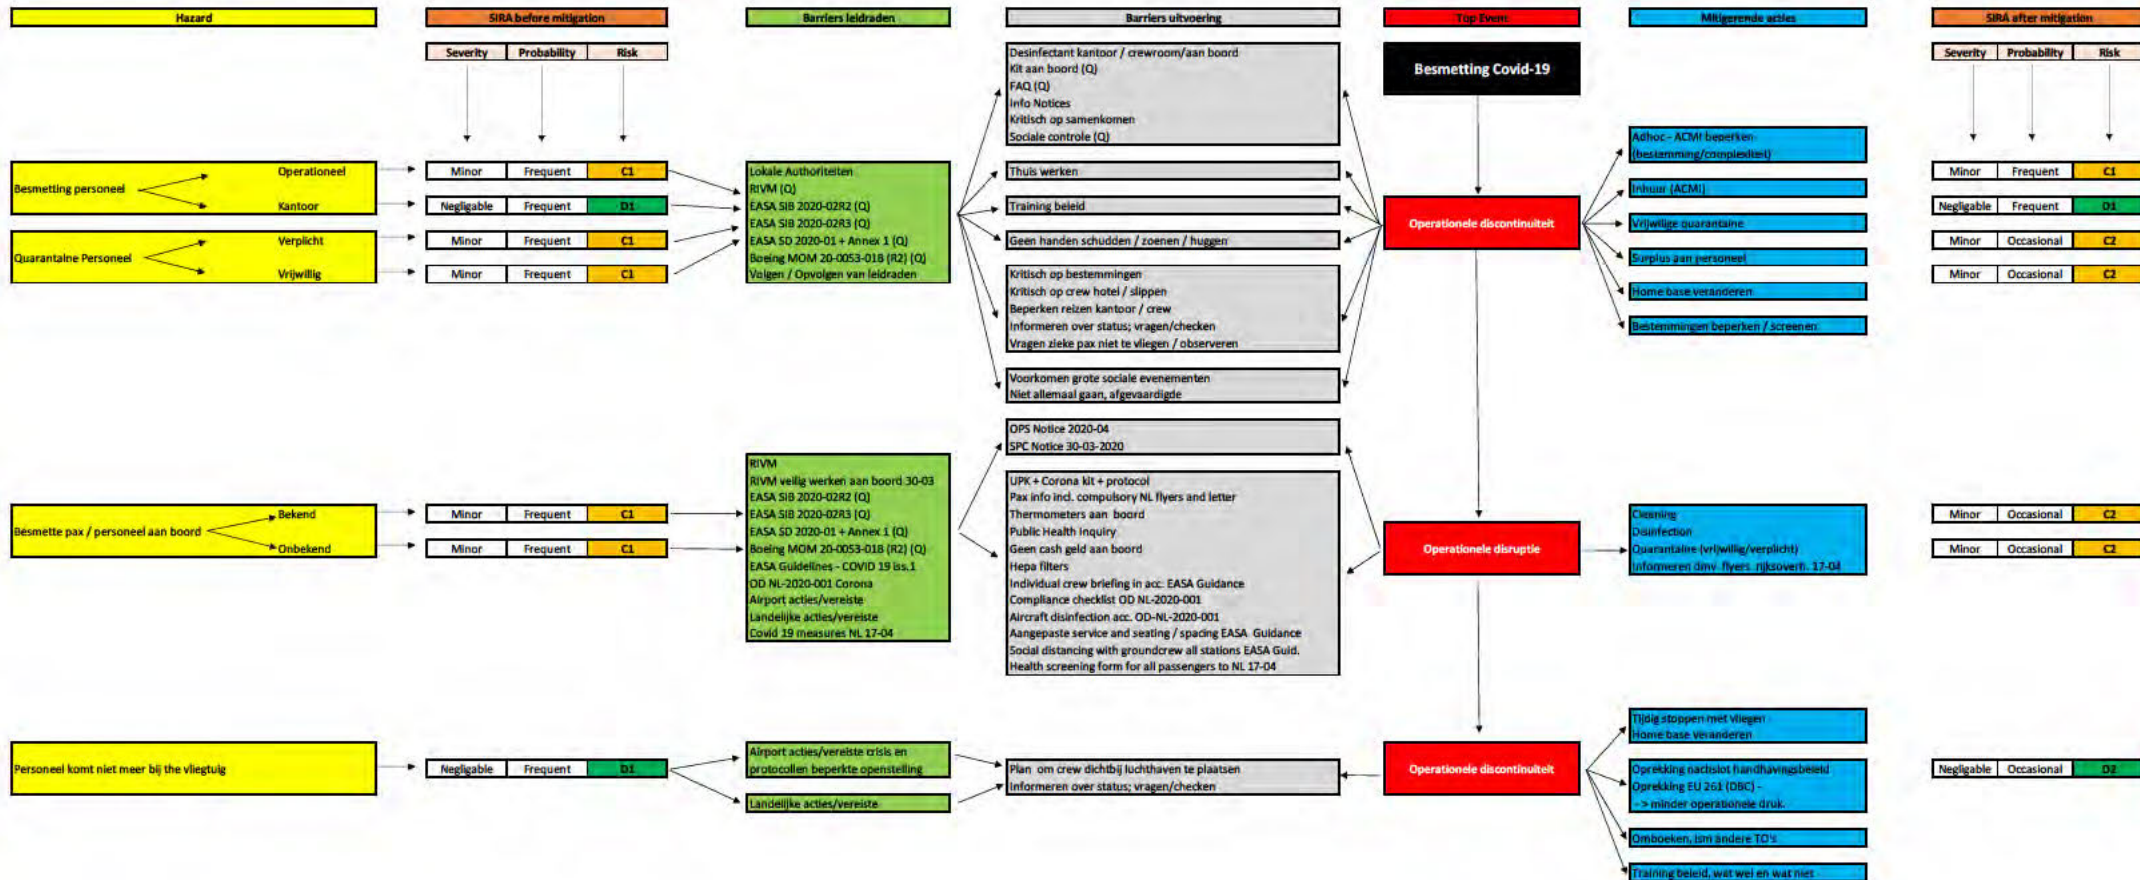 Hazard
SIRA before mitigation
Barriers leidraden
Barriers uitvoering
Top Event
Mitigerende acties
SIRA after mitigation
Severity Probability Risk
Severity Probability Risk
Desinfectant kantoor / crewroom/aan boord
Kit aan boord (Q)
FAQ (Q)
Info Notices
Kritisch op samenkomen
Sociale controle (Q)
Besmetting Covid-19
Besmetting personeel
Operationeel
Kantoor
Quarantaine Personeel
Verplicht
Vrijwillig
Minor Frequent C1
Negligable Frequent D1
Minor Frequent C1
Minor Frequent C1
Lokale Authoriteiten
RIVM (Q)
EASA SIB 2020-02R2 (Q)
EASA SIB 2020-02R3 (Q)
EASA SD 2020-01 + Annex 1 (Q)
Boeing MOM 20-0053-01B (R2) (Q)
Volgen / Opvolgen van leidraden
Thuis werken
Training beleid
Geen handen schudden / zoenen / huggen
Kritisch op bestemmingen
Kritisch op crew hotel / slippen
Beperken reizen kantoor / crew
Informeren over status; vragen/checken
Vragen zieke pax niet te vliegen / observeren
Voorkomen grote sociale evenementen
Niet allemaal gaan, afgevaardigde
Operationele discontinuiteit
Adhoc - ACMI beperken
(bestemming/complexiteit)
Inhuur (ACMI)
Vrijwilige quarantaine
Surplus aan personeel
Home base veranderen
Bestemmingen beperken / screenen
Minor Frequent C1
Negligable Frequent D1
Minor Occasional C2
Minor Occasional C2
Besmette pax / personeel aan boord
Bekend
Onbekend
Minor Frequent C1
Minor Frequent C1
RIVM
RIVM veilig werken aan boord 30-03
EASA SIB 2020-02R2 (Q)
EASA SIB 2020-02R3 (Q)
EASA SD 2020-01 + Annex 1 (Q)
Boeing MOM 20-0053-01B (R2) (Q)
EASA Guidelines - COVID 19 iss.1
OD NL-2020-001 Corona
Airport acties/vereiste
Landelijke acties/vereiste
Covid 19 measures NL 17-04
OPS Notice 2020-04
SPC Notice 30-03-2020
UPK + Corona kit + protocol
Pax info incl. compulsory NL flyers and letter
Thermometers aan boord
Public Health inquiry
Geen cash geld aan boord
Hepa filters
Individual crew briefing in acc. EASA Guidance
Compliance checklist OD NL-2020-001
Aircraft disinfection acc. OD-NL-2020-001
Aangepaste service and seating / spacing EASA Guidance
Social distancing with groundcrew all stations EASA Guid.
Health screening form for all passengers to NL 17-04
Operationele disruptie
Cleaning
Disinfection
Quarantaine (vrijwillig/verplicht)
Informeren dmv flyers rijksoverh. 17-04
Minor Occasional C2
Minor Occasional C2
Personeel komt niet meer bij the vliegtuig
Negligable Frequent D1
Airport acties/vereiste crisis en
protocollen beperkte openstelling
Landelijke acties/vereiste
Plan om crew dichtbij luchthaven te plaatsen
Informeren over status; vragen/checken
Operationele discontinuiteit
Tijdig stoppen met vliegen
Home base veranderen
Oprekking nachslot handhavingsbeleid
Oprekking EU 261 (DBC) -
-> minder operationele druk.
Omboeken, ism andere TO's
Training beleid, wat wel en wat niet
Negligable Occasional D2